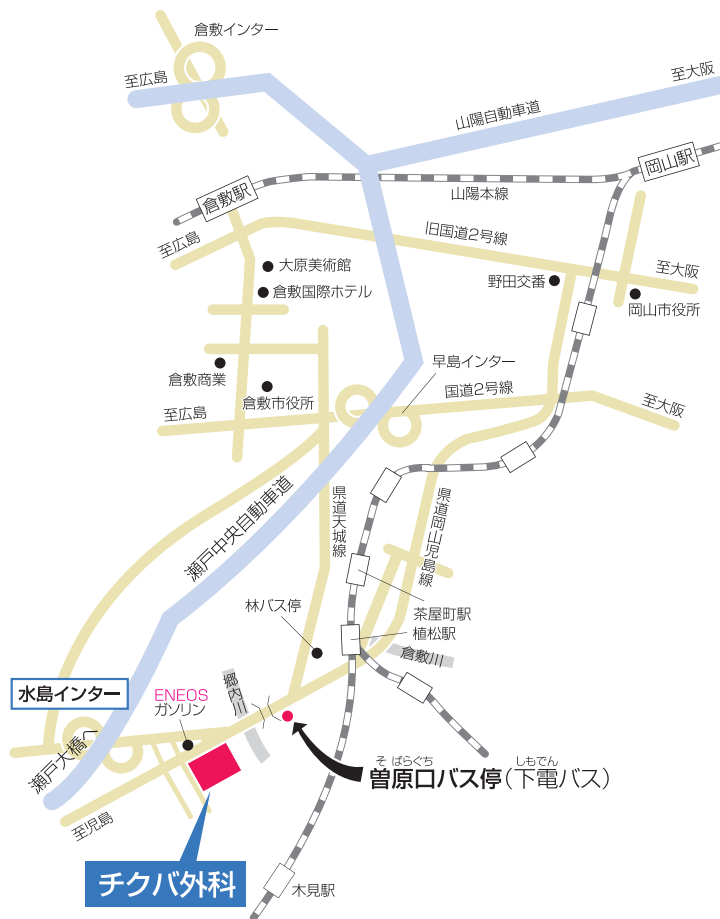 倉敷インター
至広島
至大阪
山陽自動車道
岡山駅
倉敷駅
山陽本線
旧国道2号線
至広島
至大阪
大原美術館
倉敷国際ホテル
野田交番
岡山市役所
早島インター
倉敷商業
倉敷市役所
国道2号線
至広島
至大阪
瀬戸中央自動車道
県道天城線
県道岡山児島線
林バス停
茶屋町駅
植松駅
倉敷川
郷内川
水島インター
ENEOS
ガソリン
瀬戸大橋へ
そばらぐち しもでん
曽原口バス停(下電バス)
至児島
チクバ外科
木見駅